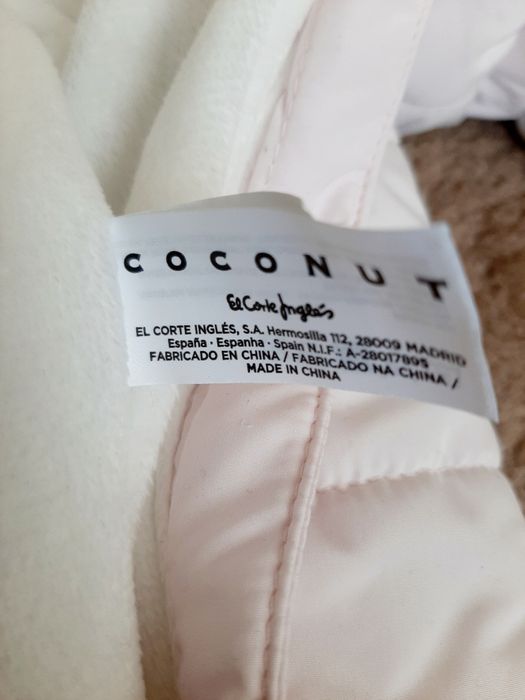 COCONUT
El Corte Inglés
EL CORTE INGLÉS, S.A. Hermosilla 112, 28009 MADRID
España · Espanha · Spain N.I.F.: A-28017895
FABRICADO EN CHINA / FABRICADO NA CHINA /
MADE IN CHINA